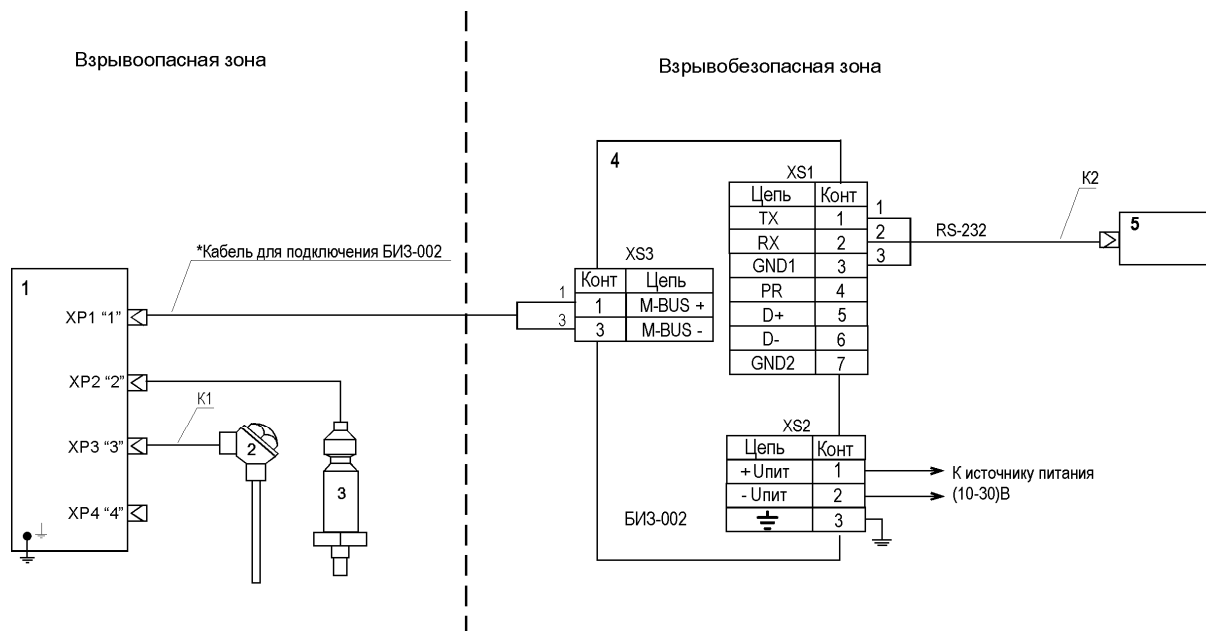 Взрывоопасная зона
Взрывобезопасная зона
1
XP1 “1”
XP2 “2”
XP3 “3”
XP4 “4”
*Кабель для подключения БИЗ-002
К1
2
3
4
XS3
Конт Цепь
1 1 M-BUS +
3 3 M-BUS -
XS1
Цепь Конт
TX 1 1
RX 2 2
GND1 3 3
PR 4
D+ 5
D- 6
GND2 7
RS-232
К2
5
XS2
Цепь Конт
+ Uпит 1
- Uпит 2
3
К источнику питания
(10-30)В
БИЗ-002